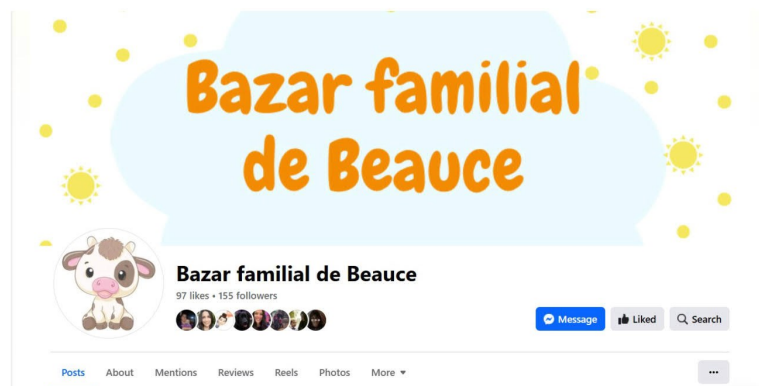 Bazar familial
de Beauce
Bazar familial de Beauce
97 likes • 155 followers
Message Liked Search
Posts About Mentions Reviews Reels Photos More